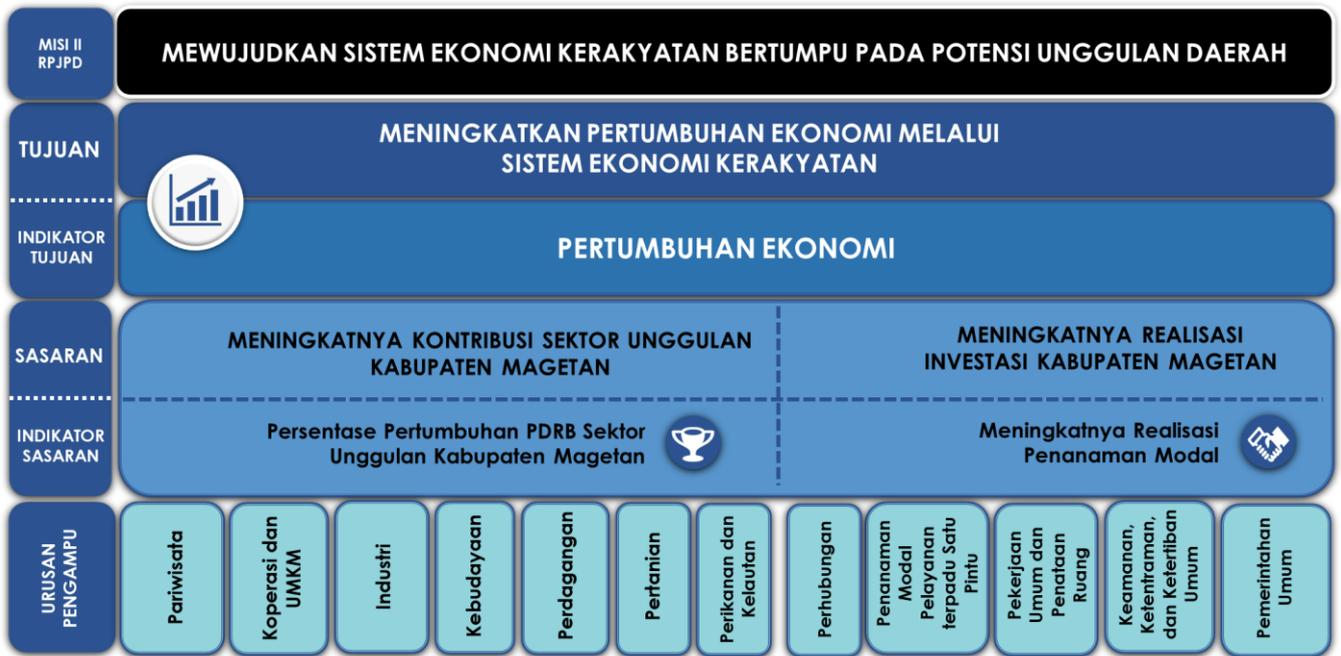 MISI II
RPJPD
MEWUJUDKAN SISTEM EKONOMI KERAKYATAN BERTUMPU PADA POTENSI UNGGULAN DAERAH
TUJUAN
MENINGKATKAN PERTUMBUHAN EKONOMI MELALUI
SISTEM EKONOMI KERAKYATAN
INDIKATOR
TUJUAN
PERTUMBUHAN EKONOMI
SASARAN
MENINGKATNYA KONTRIBUSI SEKTOR UNGGULAN
KABUPATEN MAGETAN
MENINGKATNYA REALISASI
INVESTASI KABUPATEN MAGETAN
INDIKATOR
SASARAN
Persentase Pertumbuhan PDRB Sektor
Unggulan Kabupaten Magetan
Meningkatnya Realisasi
Penanaman Modal
URUSAN
PENGAMPU
Pariwisata
Koperasi dan
UMKM
Industri
Kebudayaan
Perdagangan
Pertanian
Perikanan dan
Kelautan
Perhubungan
Penanaman
Modal
Pelayanan
terpadu Satu
Pintu
Pekerjaan
Umum dan
Penataan
Ruang
Keamanan,
Ketentraman,
dan Ketertiban
Umum
Pemerintahan
Umum